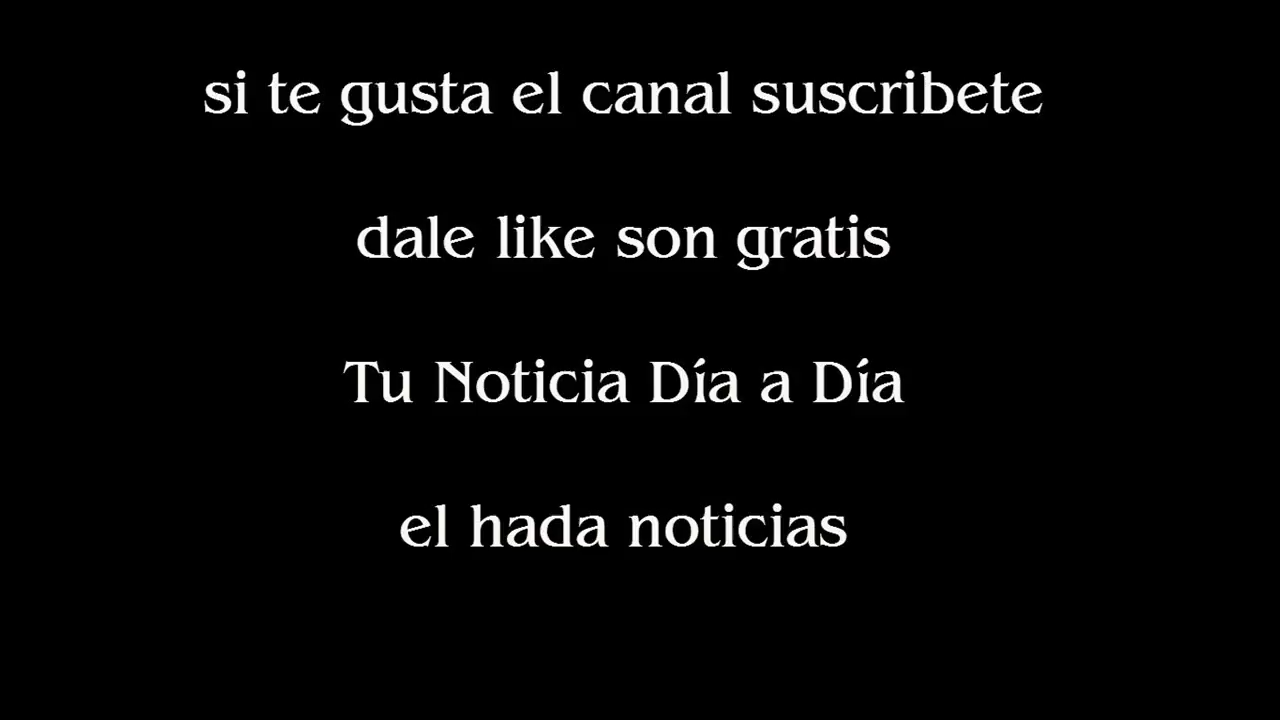 si te gusta el canal suscribete
dale like son gratis
Tu Noticia Día a Día
el hada noticias